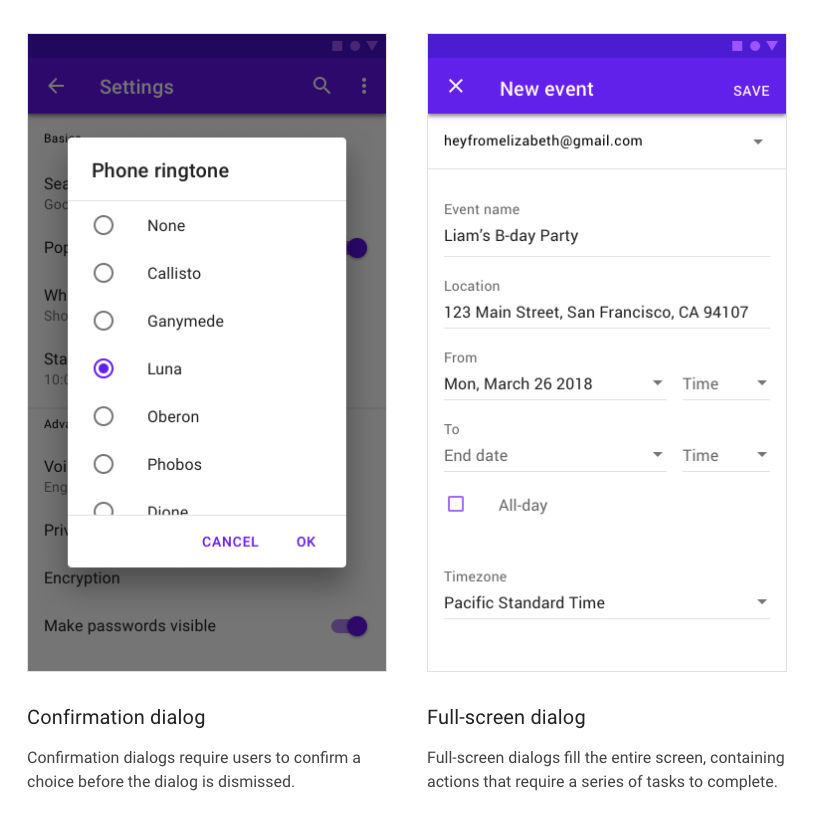 Settings
Basi
Sea
Goo
Pop
Wh
Sho
Sta
10:0
Adva
Voi
Eng
Priv
Encryption
Make passwords visible
Phone ringtone
None
Callisto
Ganymede
Luna
Oberon
Phobos
Dione
CANCEL OK
Confirmation dialog
Confirmation dialogs require users to confirm a
choice before the dialog is dismissed.
New event SAVE
heyfromelizabeth@gmail.com
Event name
Liam’s B-day Party
Location
123 Main Street, San Francisco, CA 94107
From
Mon, March 26 2018 Time
To
End date Time
All-day
Timezone
Pacific Standard Time
Full-screen dialog
Full-screen dialogs fill the entire screen, containing
actions that require a series of tasks to complete.